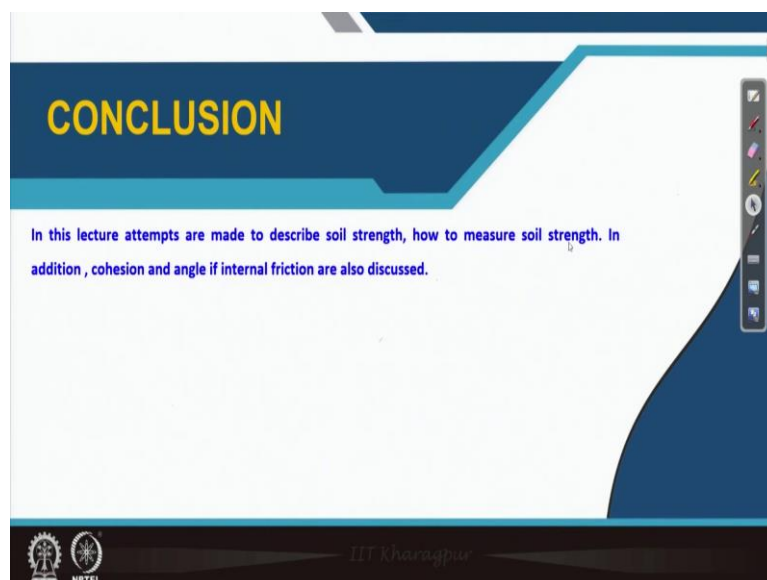 CONCLUSION
In this lecture attempts are made to describe soil strength, how to measure soil strength. In
addition , cohesion and angle if internal friction are also discussed.
IIT Kharagpur
NPTEL